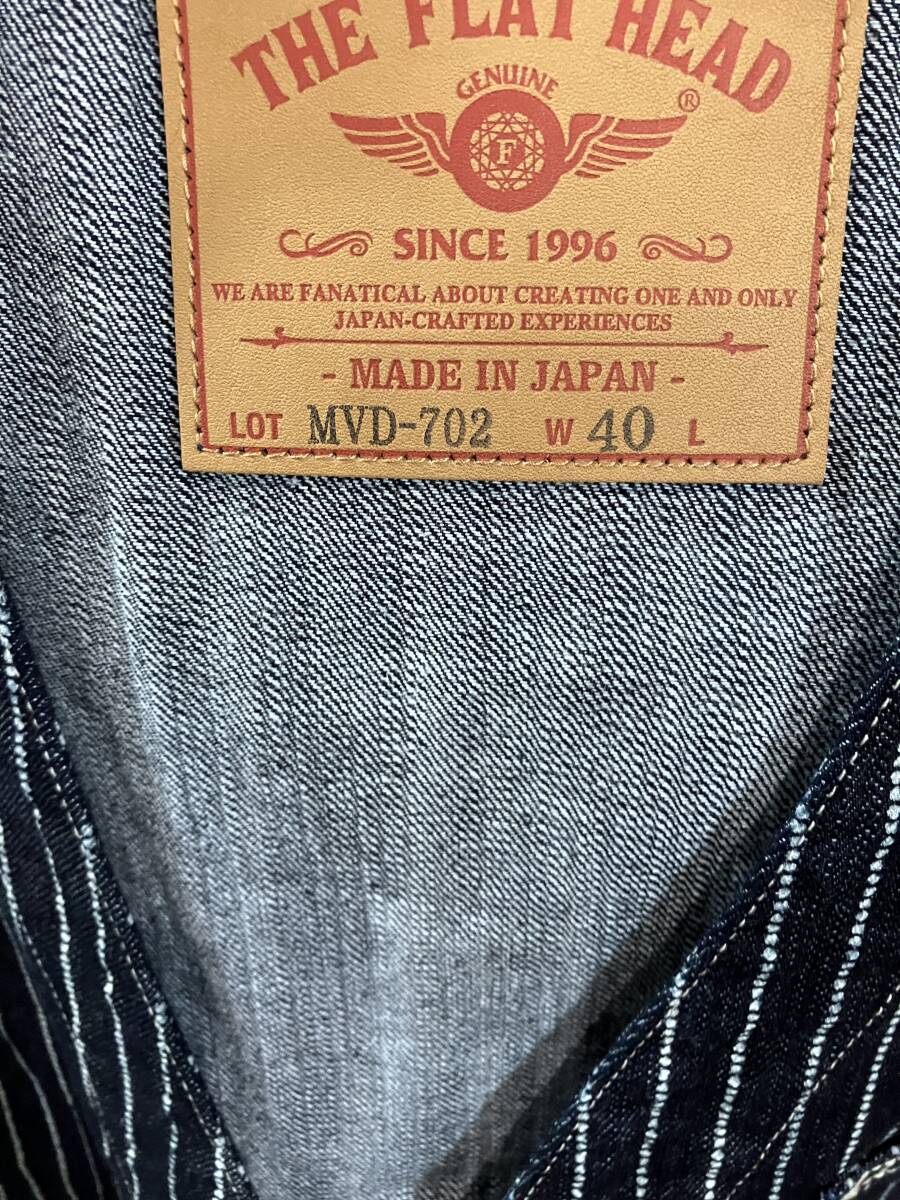 THE FLAT HEAD
GENUINE
®
F
SINCE 1996
WE ARE FANATICAL ABOUT CREATING ONE AND ONLY
JAPAN-CRAFTED EXPERIENCES
- MADE IN JAPAN -
LOT MVD-702 W 40 L